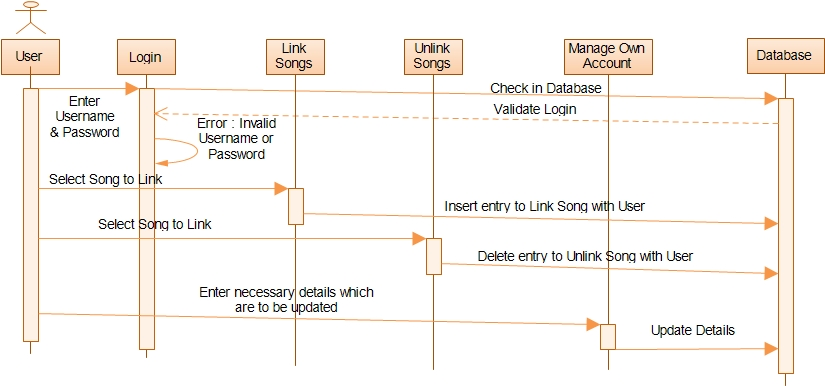 User
Login
Link
Songs
Unlink
Songs
Manage Own
Account
Database
Enter
Username
& Password
Check in Database
Validate Login
Error : Invalid
Username or
Password
Select Song to Link
Insert entry to Link Song with User
Select Song to Link
Delete entry to Unlink Song with User
Enter necessary details which
are to be updated
Update Details